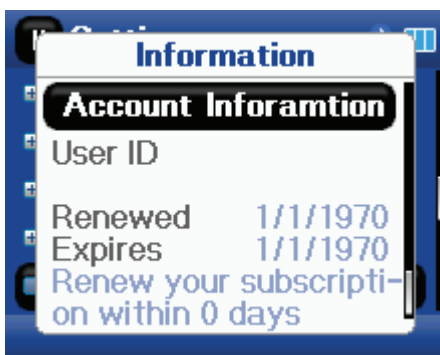 Information
Account Inforamtion
User ID
Renewed 1/1/1970
Expires 1/1/1970
Renew your subscripti-
on within 0 days